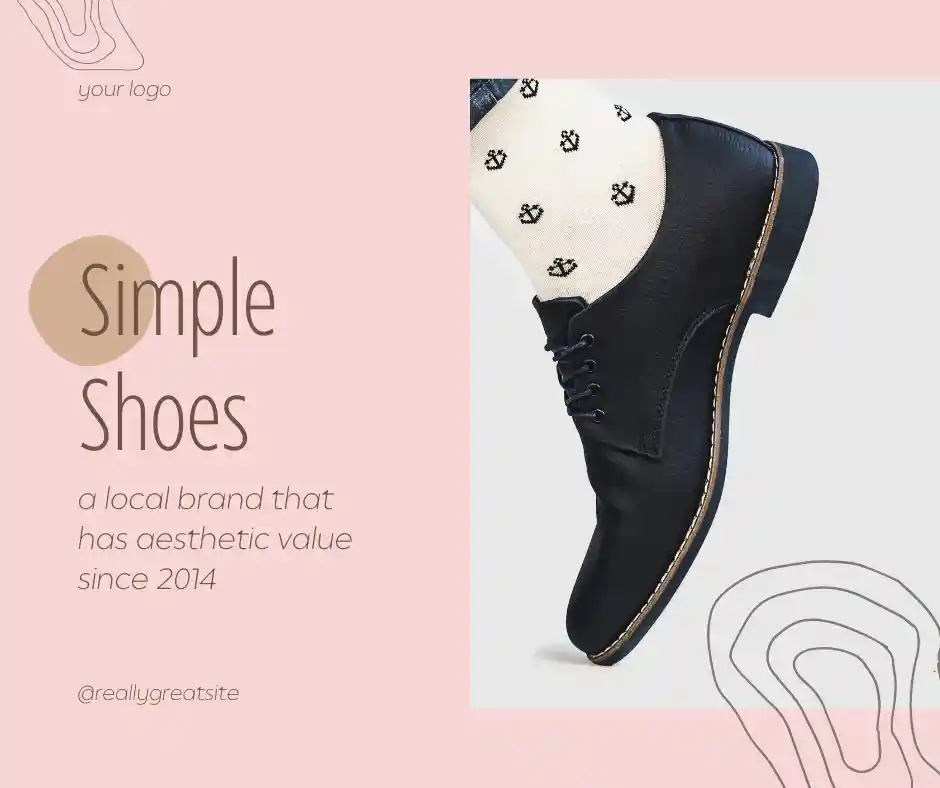 your logo
Simple
Shoes
a local brand that
has aesthetic value
since 2014
@reallygreatsite